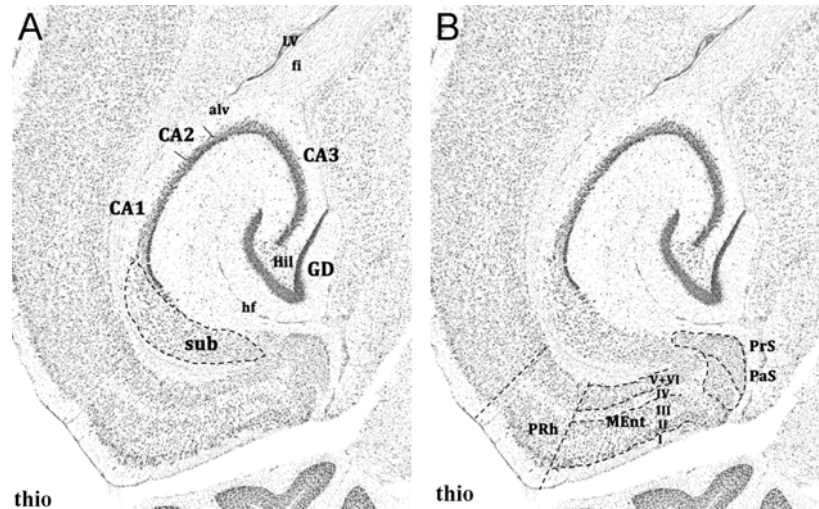 A
LV
fi
alv
CA2
CA3
CA1
Hil
GD
hf
sub
thio
B
PrS
PaS
V+VI
IV
III
MEnt
II
I
PRh
thio